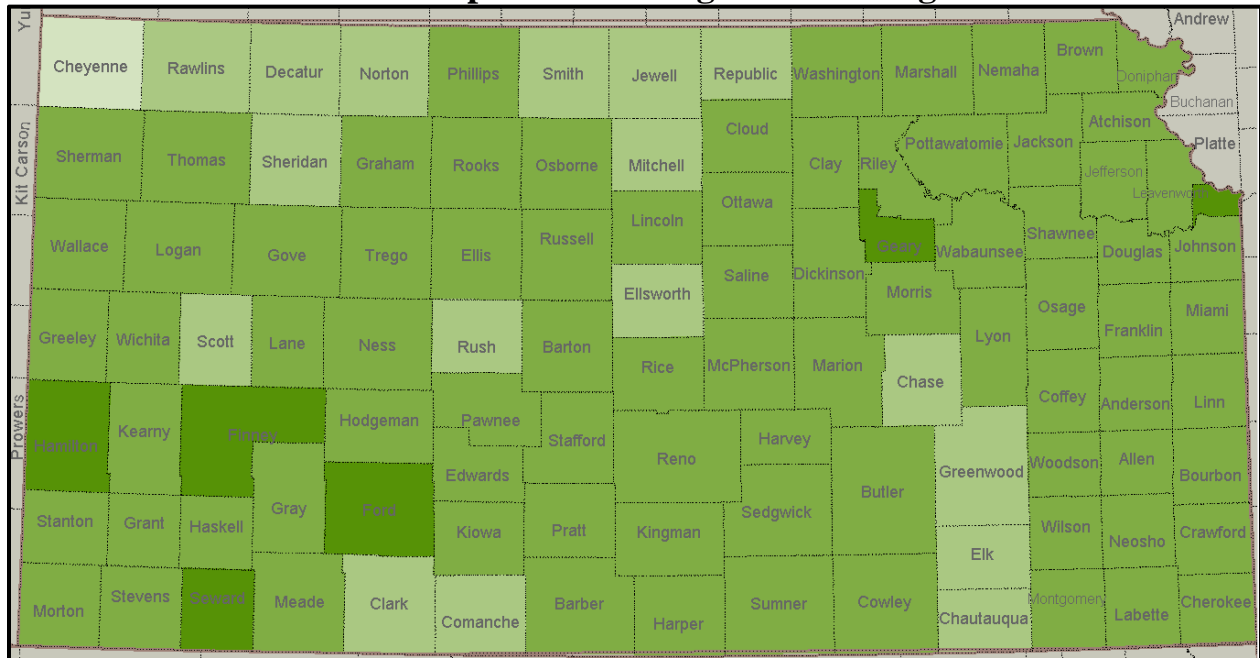 Yu
Andrew
Cheyenne
Rawlins
Decatur
Norton
Phillips
Smith
Jewell
Republic
Washington
Marshall
Nemaha
Brown
Doniphan
Buchanan
Kit Carson
Sherman
Thomas
Sheridan
Graham
Rooks
Osborne
Mitchell
Cloud
Clay
Riley
Pottawatomie
Jackson
Atchison
Platte
Jefferson
Leavenwor
Wallace
Logan
Gove
Trego
Ellis
Russell
Lincoln
Ottawa
Saline
Dickinson
Geary
Wabaunsee
Shawnee
Douglas
Johnson
Ellsworth
Morris
Osage
Miami
Greeley
Wichita
Scott
Lane
Ness
Rush
Barton
Rice
McPherson
Marion
Chase
Lyon
Franklin
Coffey
Anderson
Linn
Prowers
Hamilton
Kearny
Finney
Hodgeman
Pawnee
Stafford
Reno
Harvey
Butler
Greenwood
Woodson
Allen
Bourbon
Edwards
Sedgwick
Stanton
Grant
Haskell
Gray
Ford
Kiowa
Pratt
Kingman
Elk
Wilson
Neosho
Crawford
Morton
Stevens
Seward
Meade
Clark
Comanche
Barber
Harper
Sumner
Cowley
Chautauqua
Montgomery
Labette
Cherokee